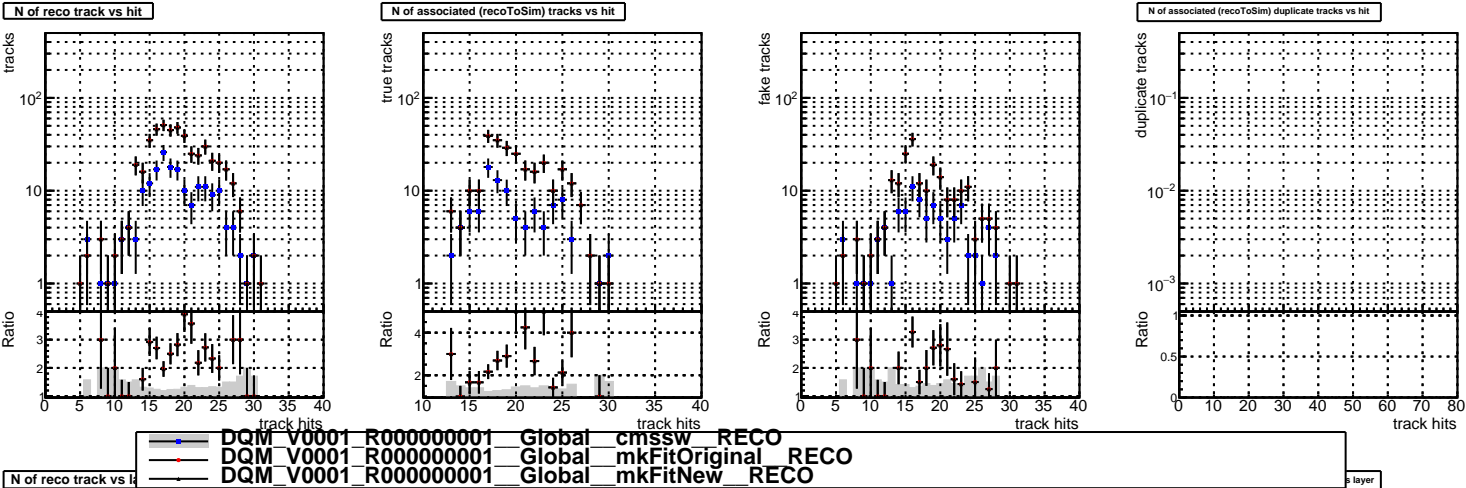 N of reco track vs hit
N of associated (recoToSim) tracks vs hit
N of associated (recoToSim) duplicate tracks vs hit
tracks
10²
10
1
Ratio
4
3
2
1
0 5 10 15 20 25 30 35 40
track hits
true tracks
10²
10
1
Ratio
4
2
10 15 20 25 30 35 40
track hits
fake tracks
10²
10
1
Ratio
4
3
2
1
0 5 10 15 20 25 30 35 40
track hits
duplicate tracks
10⁻¹
10⁻²
10⁻³
Ratio
1
0.5
0
0 10 20 30 40 50 60 70 80
track hits
DQM_V0001_R000000001__Global__cmssw__RECO
DQM_V0001_R000000001__Global__mkFitOriginal__RECO
DQM_V0001_R000000001__Global__mkFitNew__RECO
N of reco track vs la
s layer